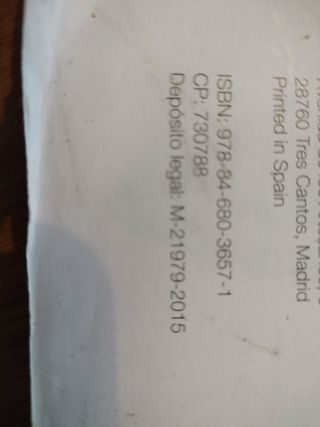 28760 Tres Cantos, Madrid
Printed in Spain
ISBN: 978-84-680-3657-1
CP: 730788
Depósito legal: M-21979-2015